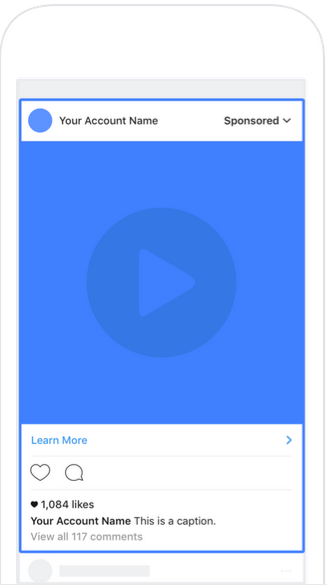 Your Account Name Sponsored
Learn More
1,084 likes
Your Account Name This is a caption.
View all 117 comments